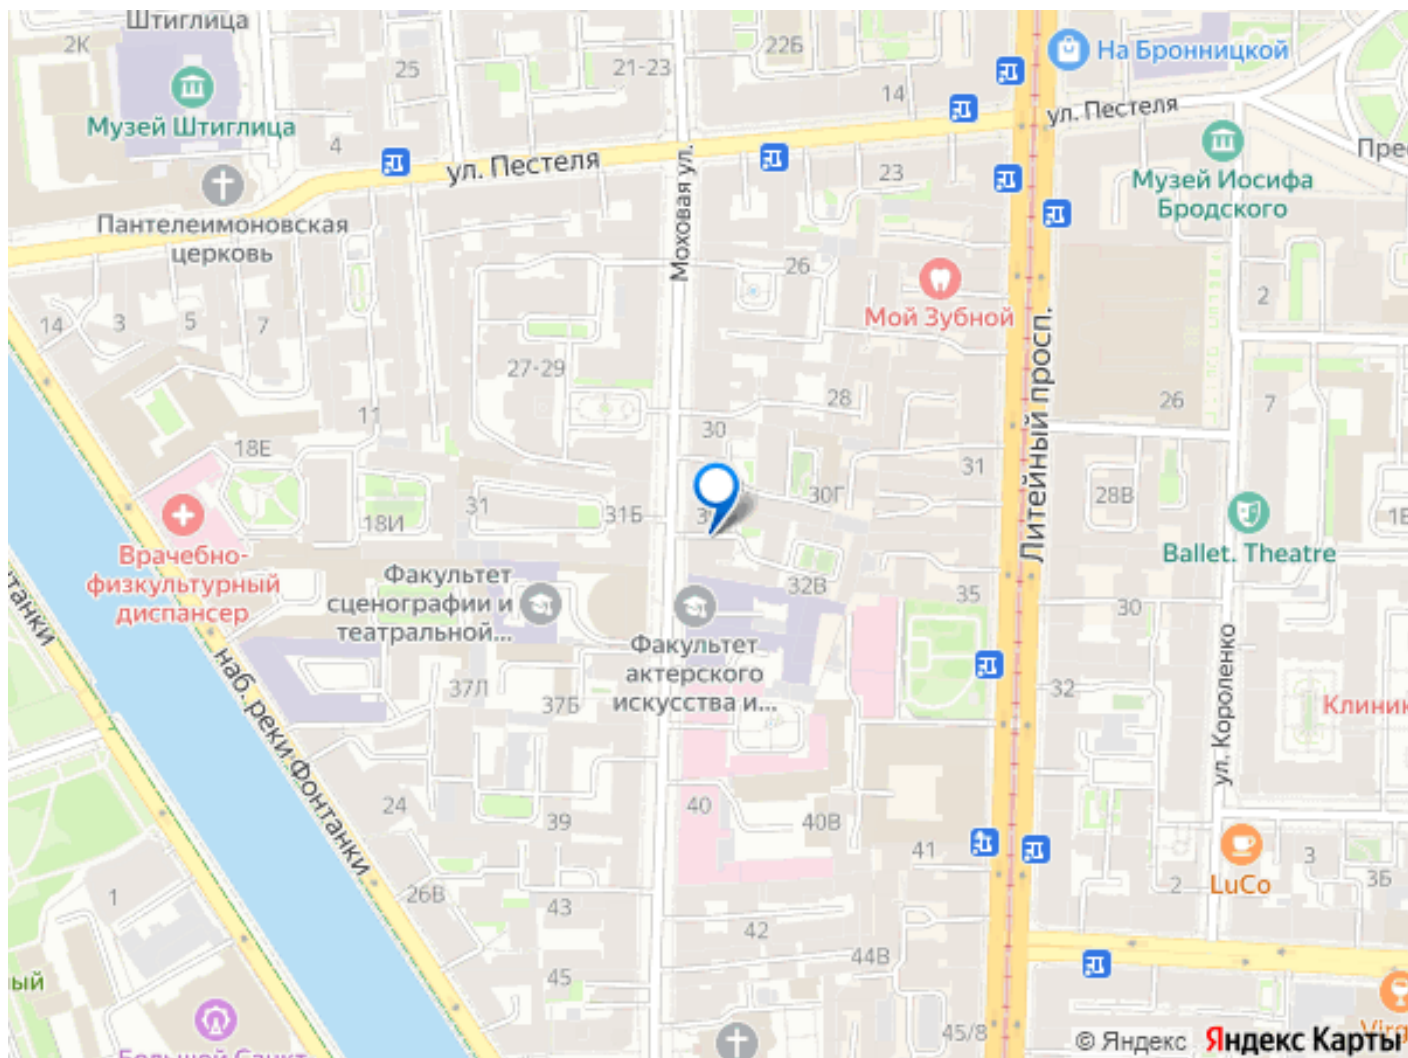 Штиглица
2К
25
21-23
22Б
14
На Бронницкой
ул. Пестеля
Музей Штиглица
4
ул. Пестеля
Моховая ул.
23
Музей Иосифа
Бродского
Пантелеимоновская
церковь
26
2
Мой Зубной
14
3
5
7
27-29
Литейный просп.
11
28
26
7
30
18Е
31
30Г
28В
31
31Б
18И
Врачебно-
физкультурный
диспансер
Факультет
сценографии и
театральной...
32В
35
30
Ballet. Theatre
Факультет
актерского
искусства и...
наб. реки Фонтанки
37Л
37Б
32
ул. Короленко
24
39
40
40В
41
LuCo
3
3Б
2
1
26В
43
42
44В
45
45/8
© Яндекс Яндекс Карты